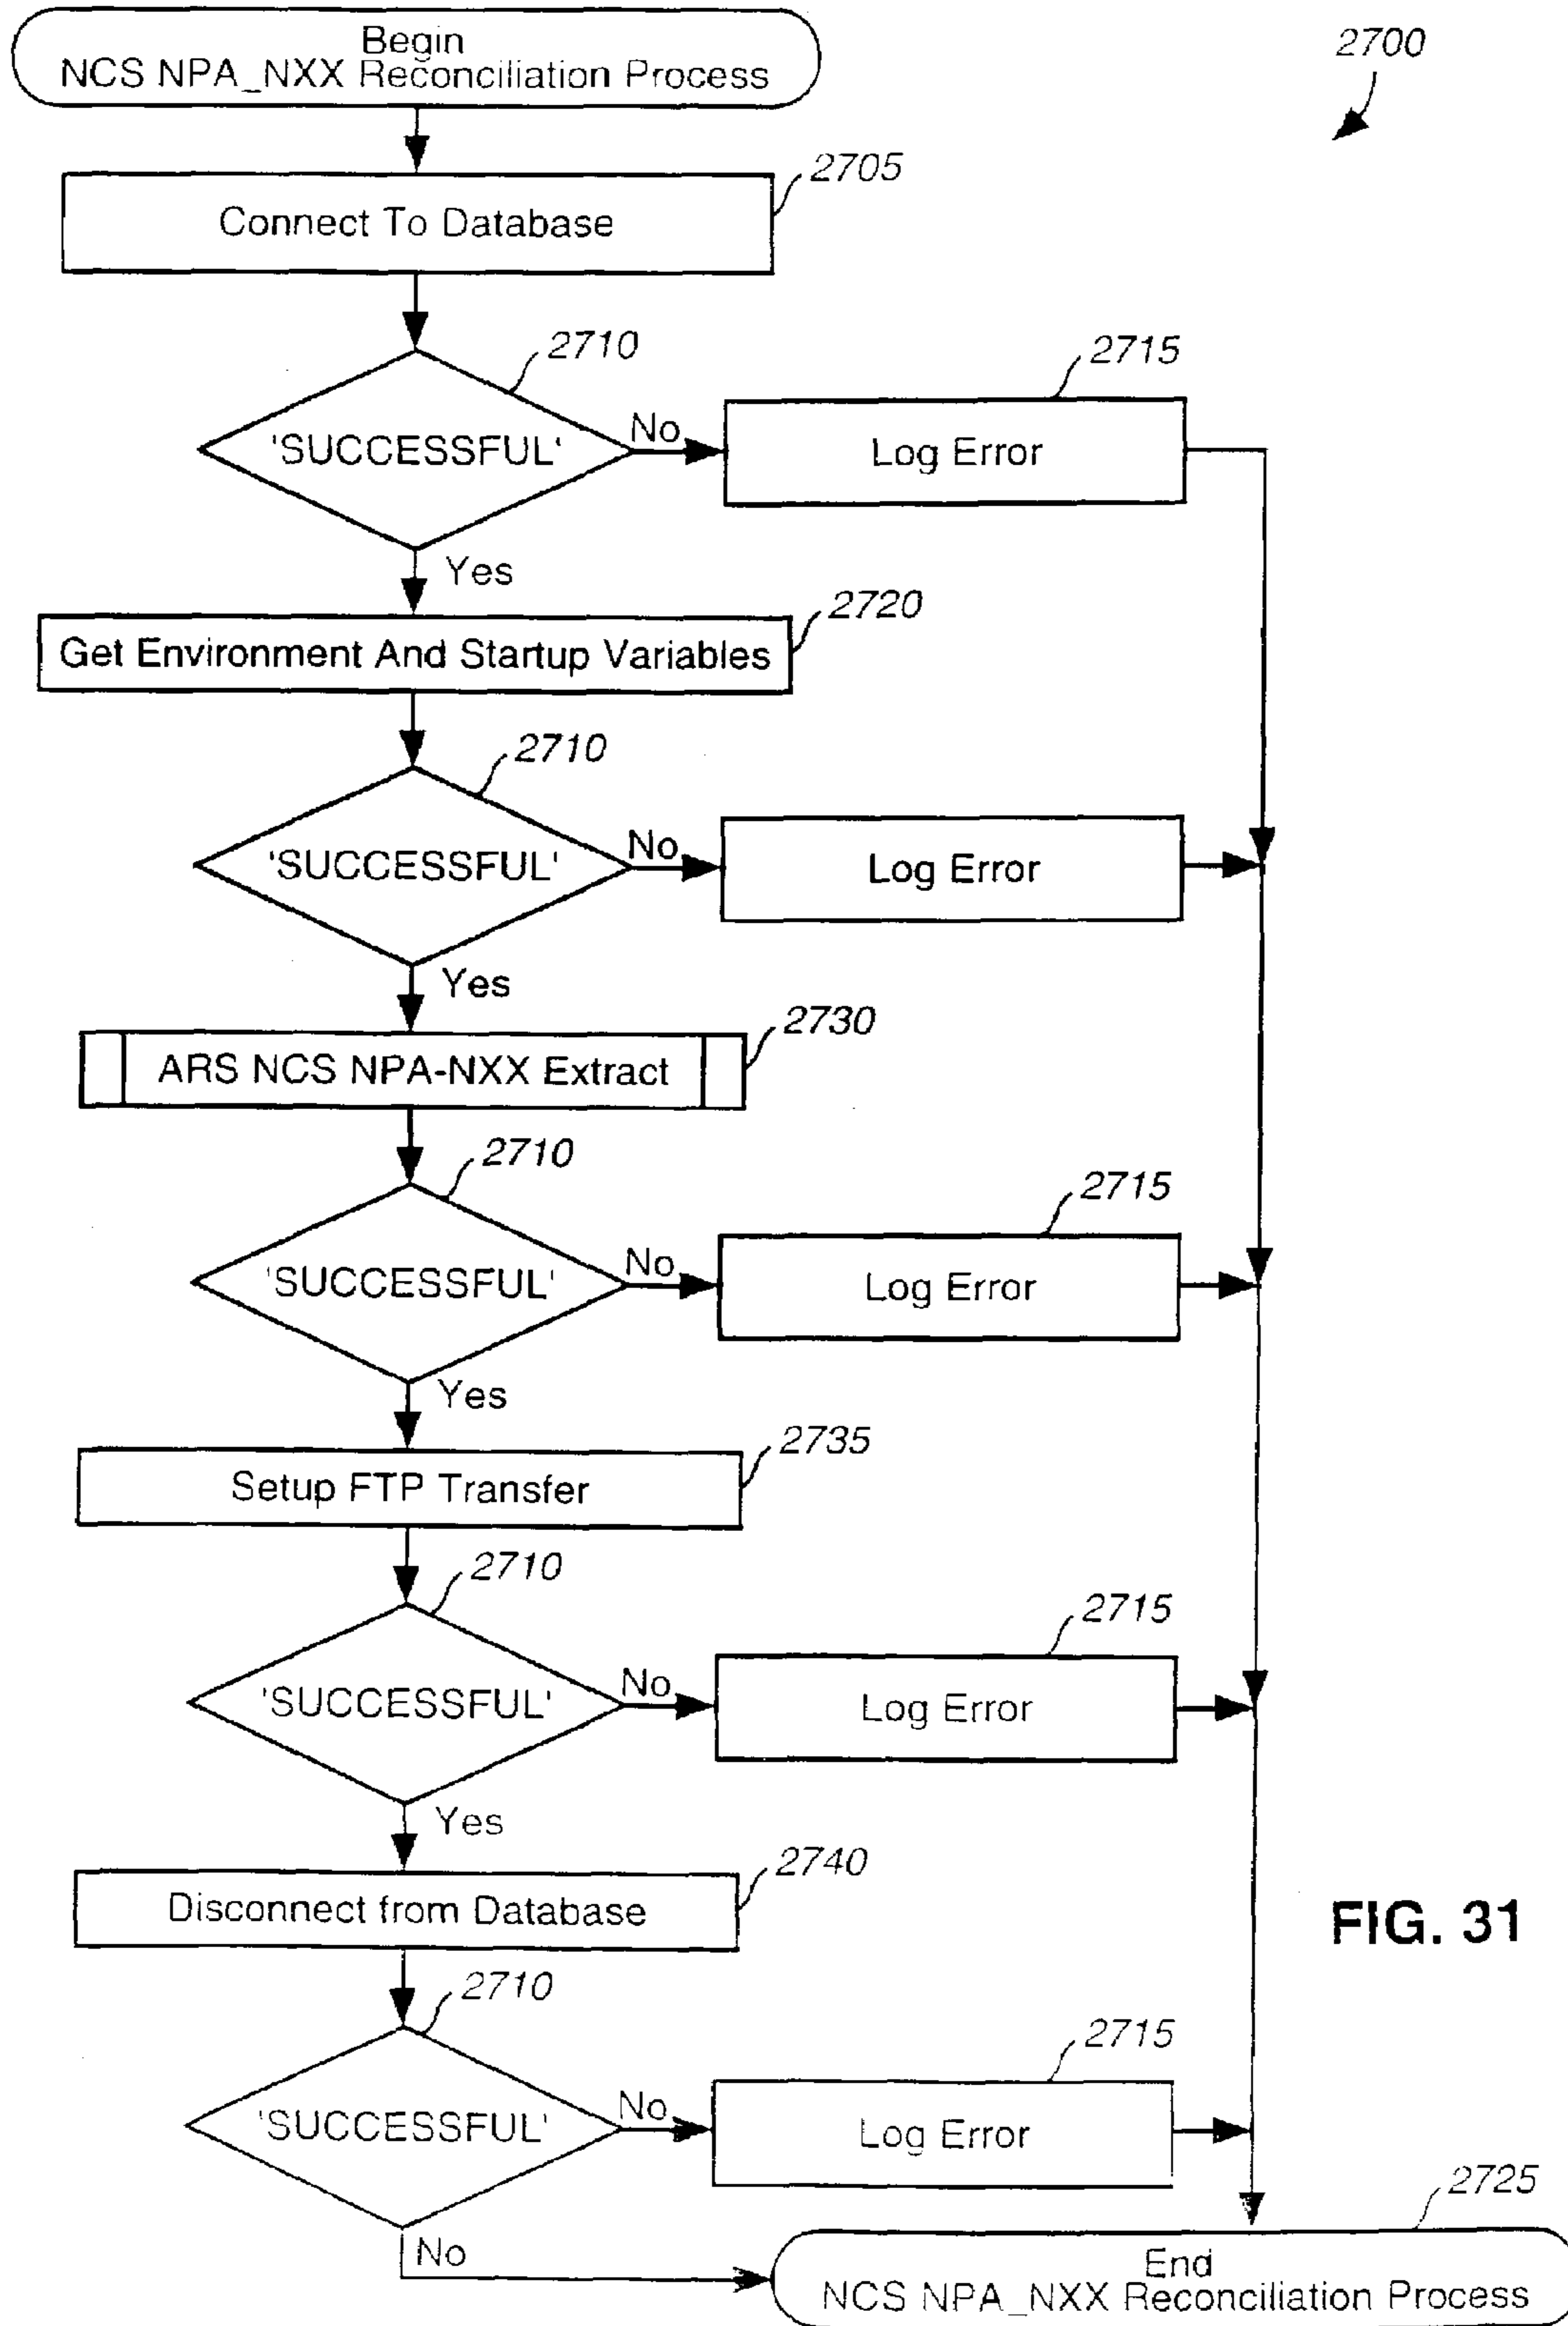 Begin
NCS NPA_NXX Reconciliation Process
2700
2705
Connect To Database
2710
2715
'SUCCESSFUL'
No
Log Error
Yes
2720
Get Environment And Startup Variables
2710
'SUCCESSFUL'
No
Log Error
Yes
2730
ARS NCS NPA-NXX Extract
2710
2715
'SUCCESSFUL'
No
Log Error
Yes
2735
Setup FTP Transfer
2710
2715
'SUCCESSFUL'
No
Log Error
Yes
2740
Disconnect from Database
FIG. 31
2710
2715
'SUCCESSFUL'
No
Log Error
2725
No
End
NCS NPA_NXX Reconciliation Process